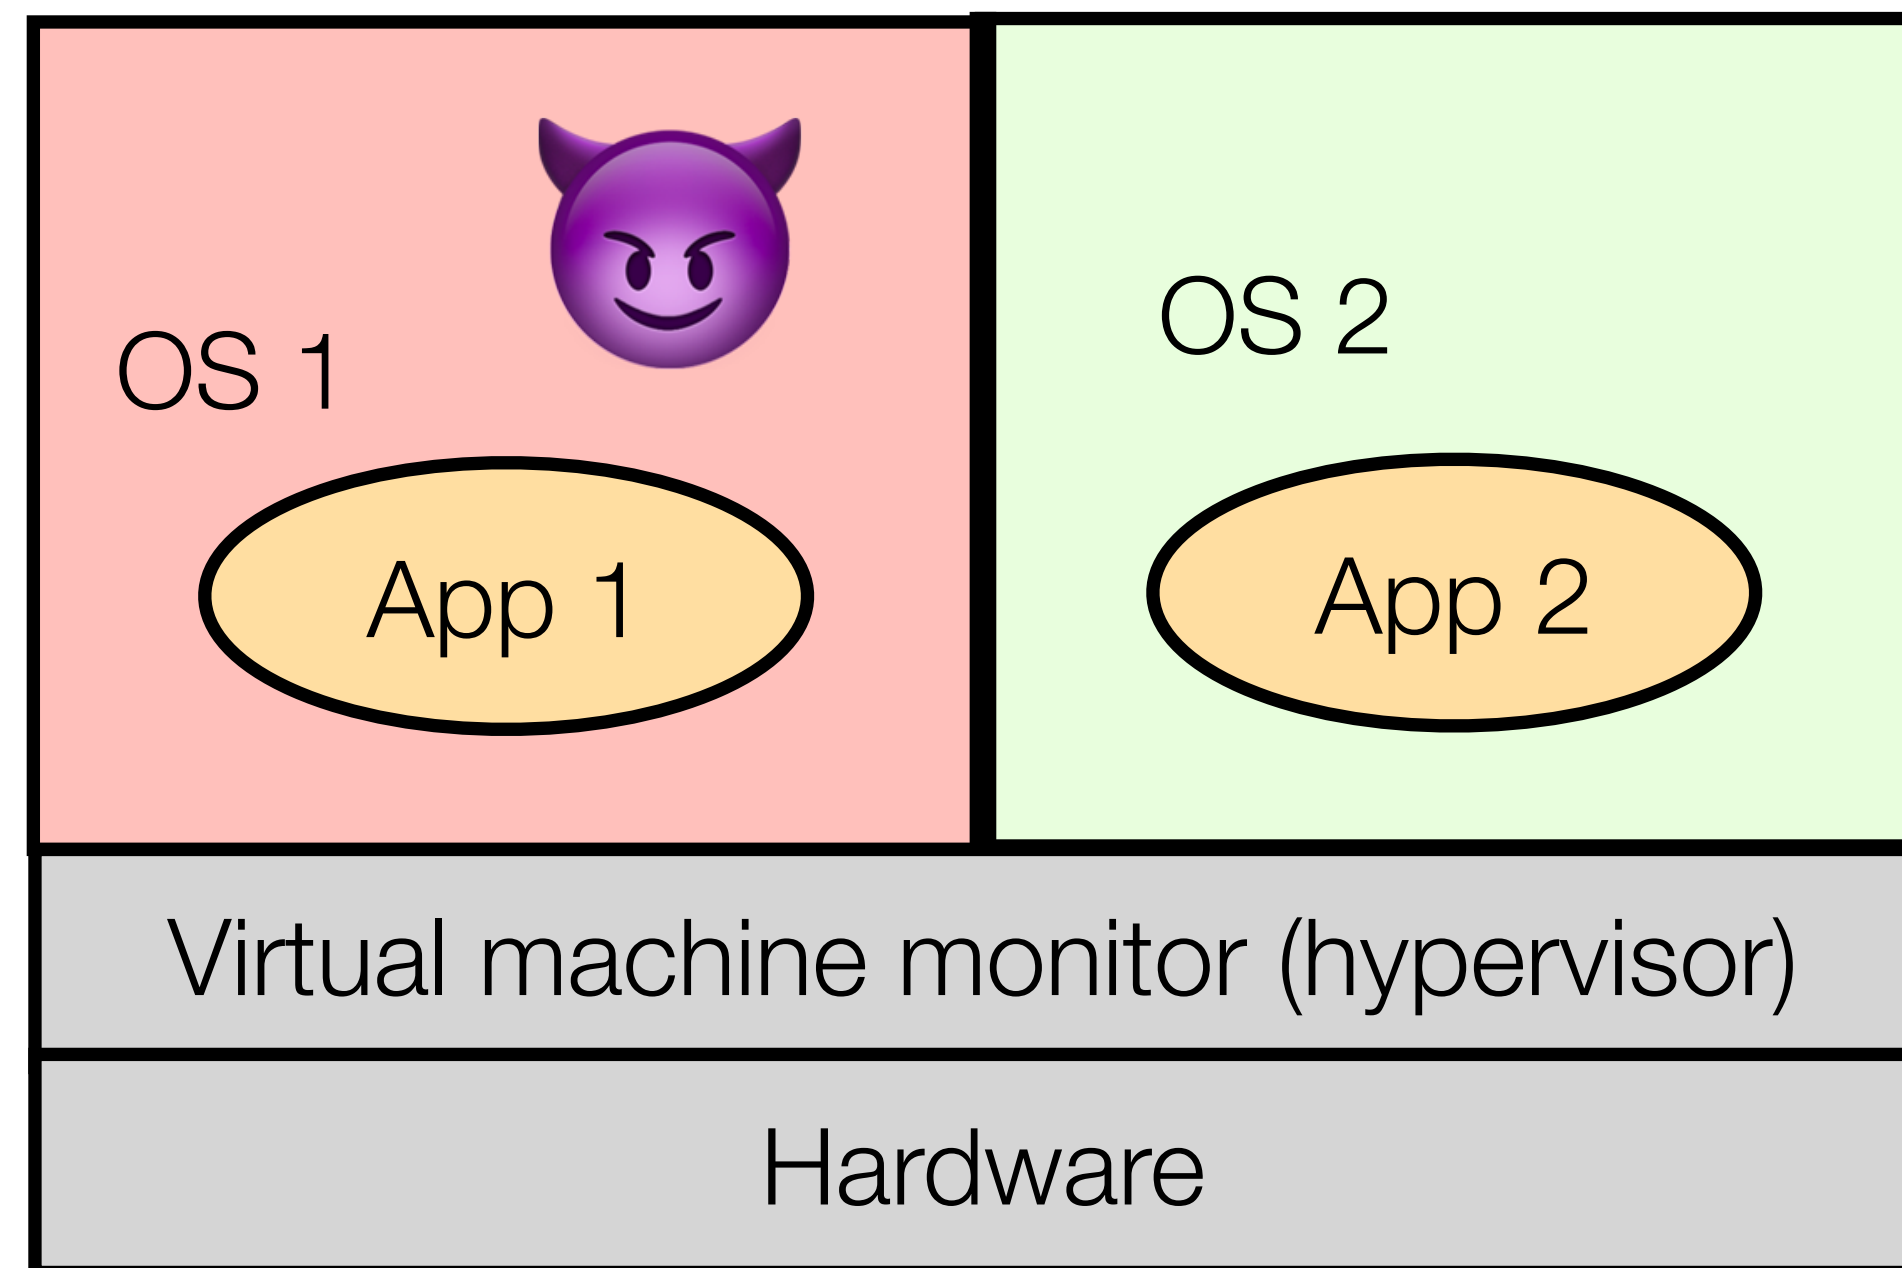 OS 1
App 1
OS 2
App 2
Virtual machine monitor (hypervisor)
Hardware